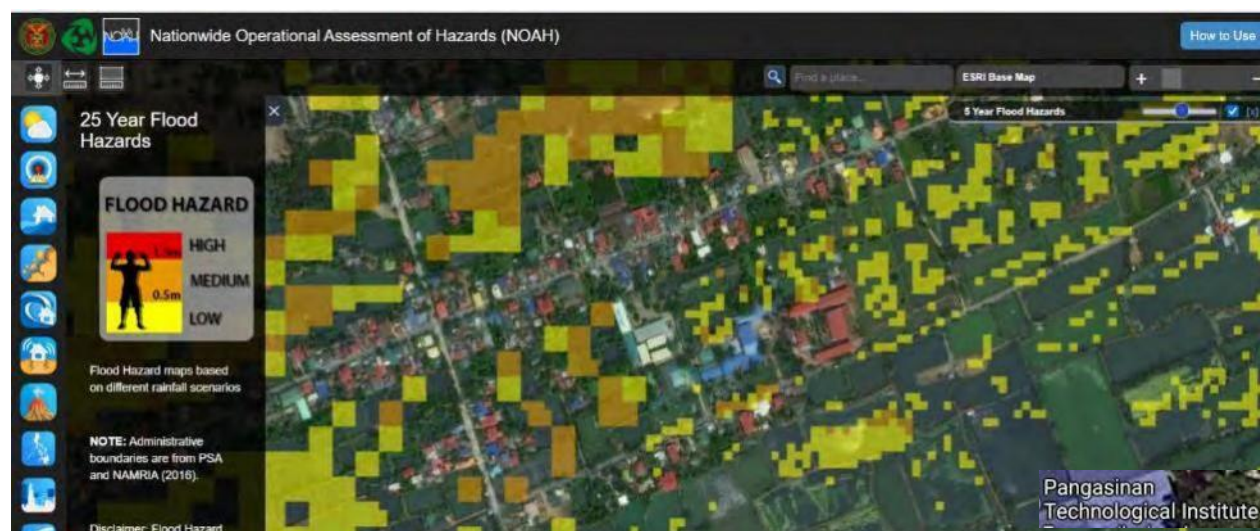 NOAH
Nationwide Operational Assessment of Hazards (NOAH)
How to Use
Find a place...
ESRI Base Map
+
-
25 Year Flood
Hazards
×
5 Year Flood Hazards
[x]
FLOOD HAZARD
HIGH
MEDIUM
0.5m
LOW
Flood Hazard maps based
on different rainfall scenarios
NOTE: Administrative
boundaries are from PSA
and NAMRIA (2016).
Disclaimer: Flood Hazard
Pangasinan
Technological Institute